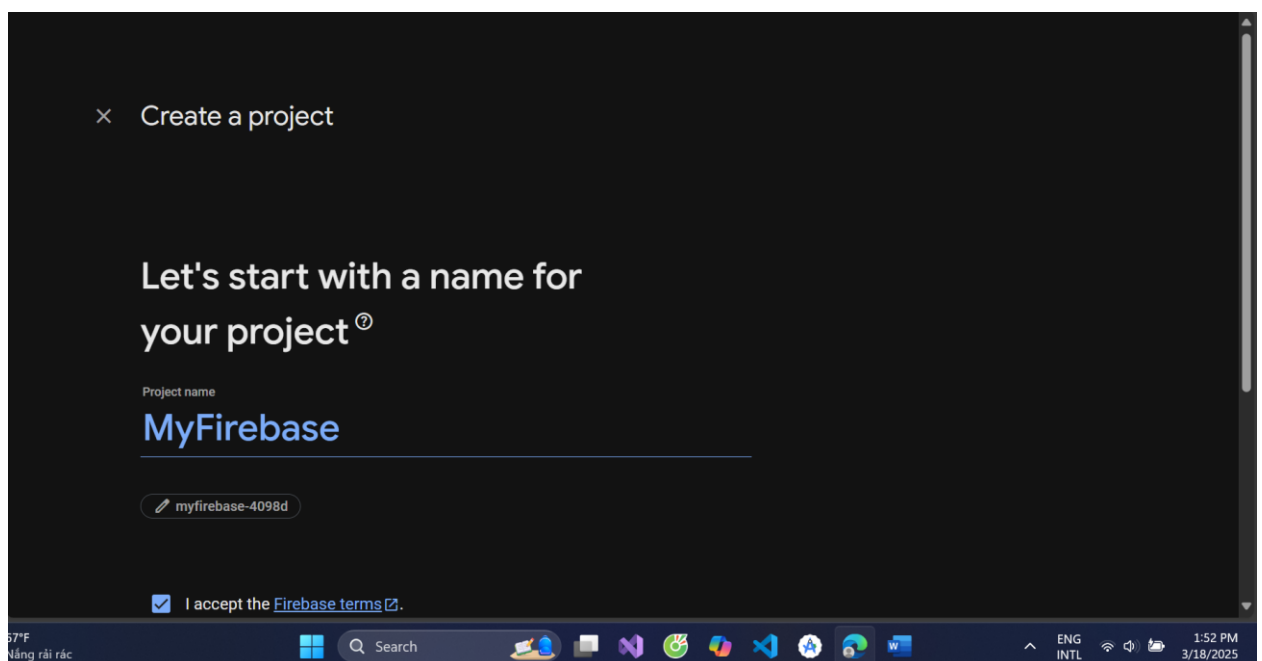 Create a project
Let's start with a name for
your project
Project name
MyFirebase
myfirebase-4098d
I accept the Firebase terms.
Nắng rải rác
Search
ENG
INTL
1:52 PM
3/18/2025